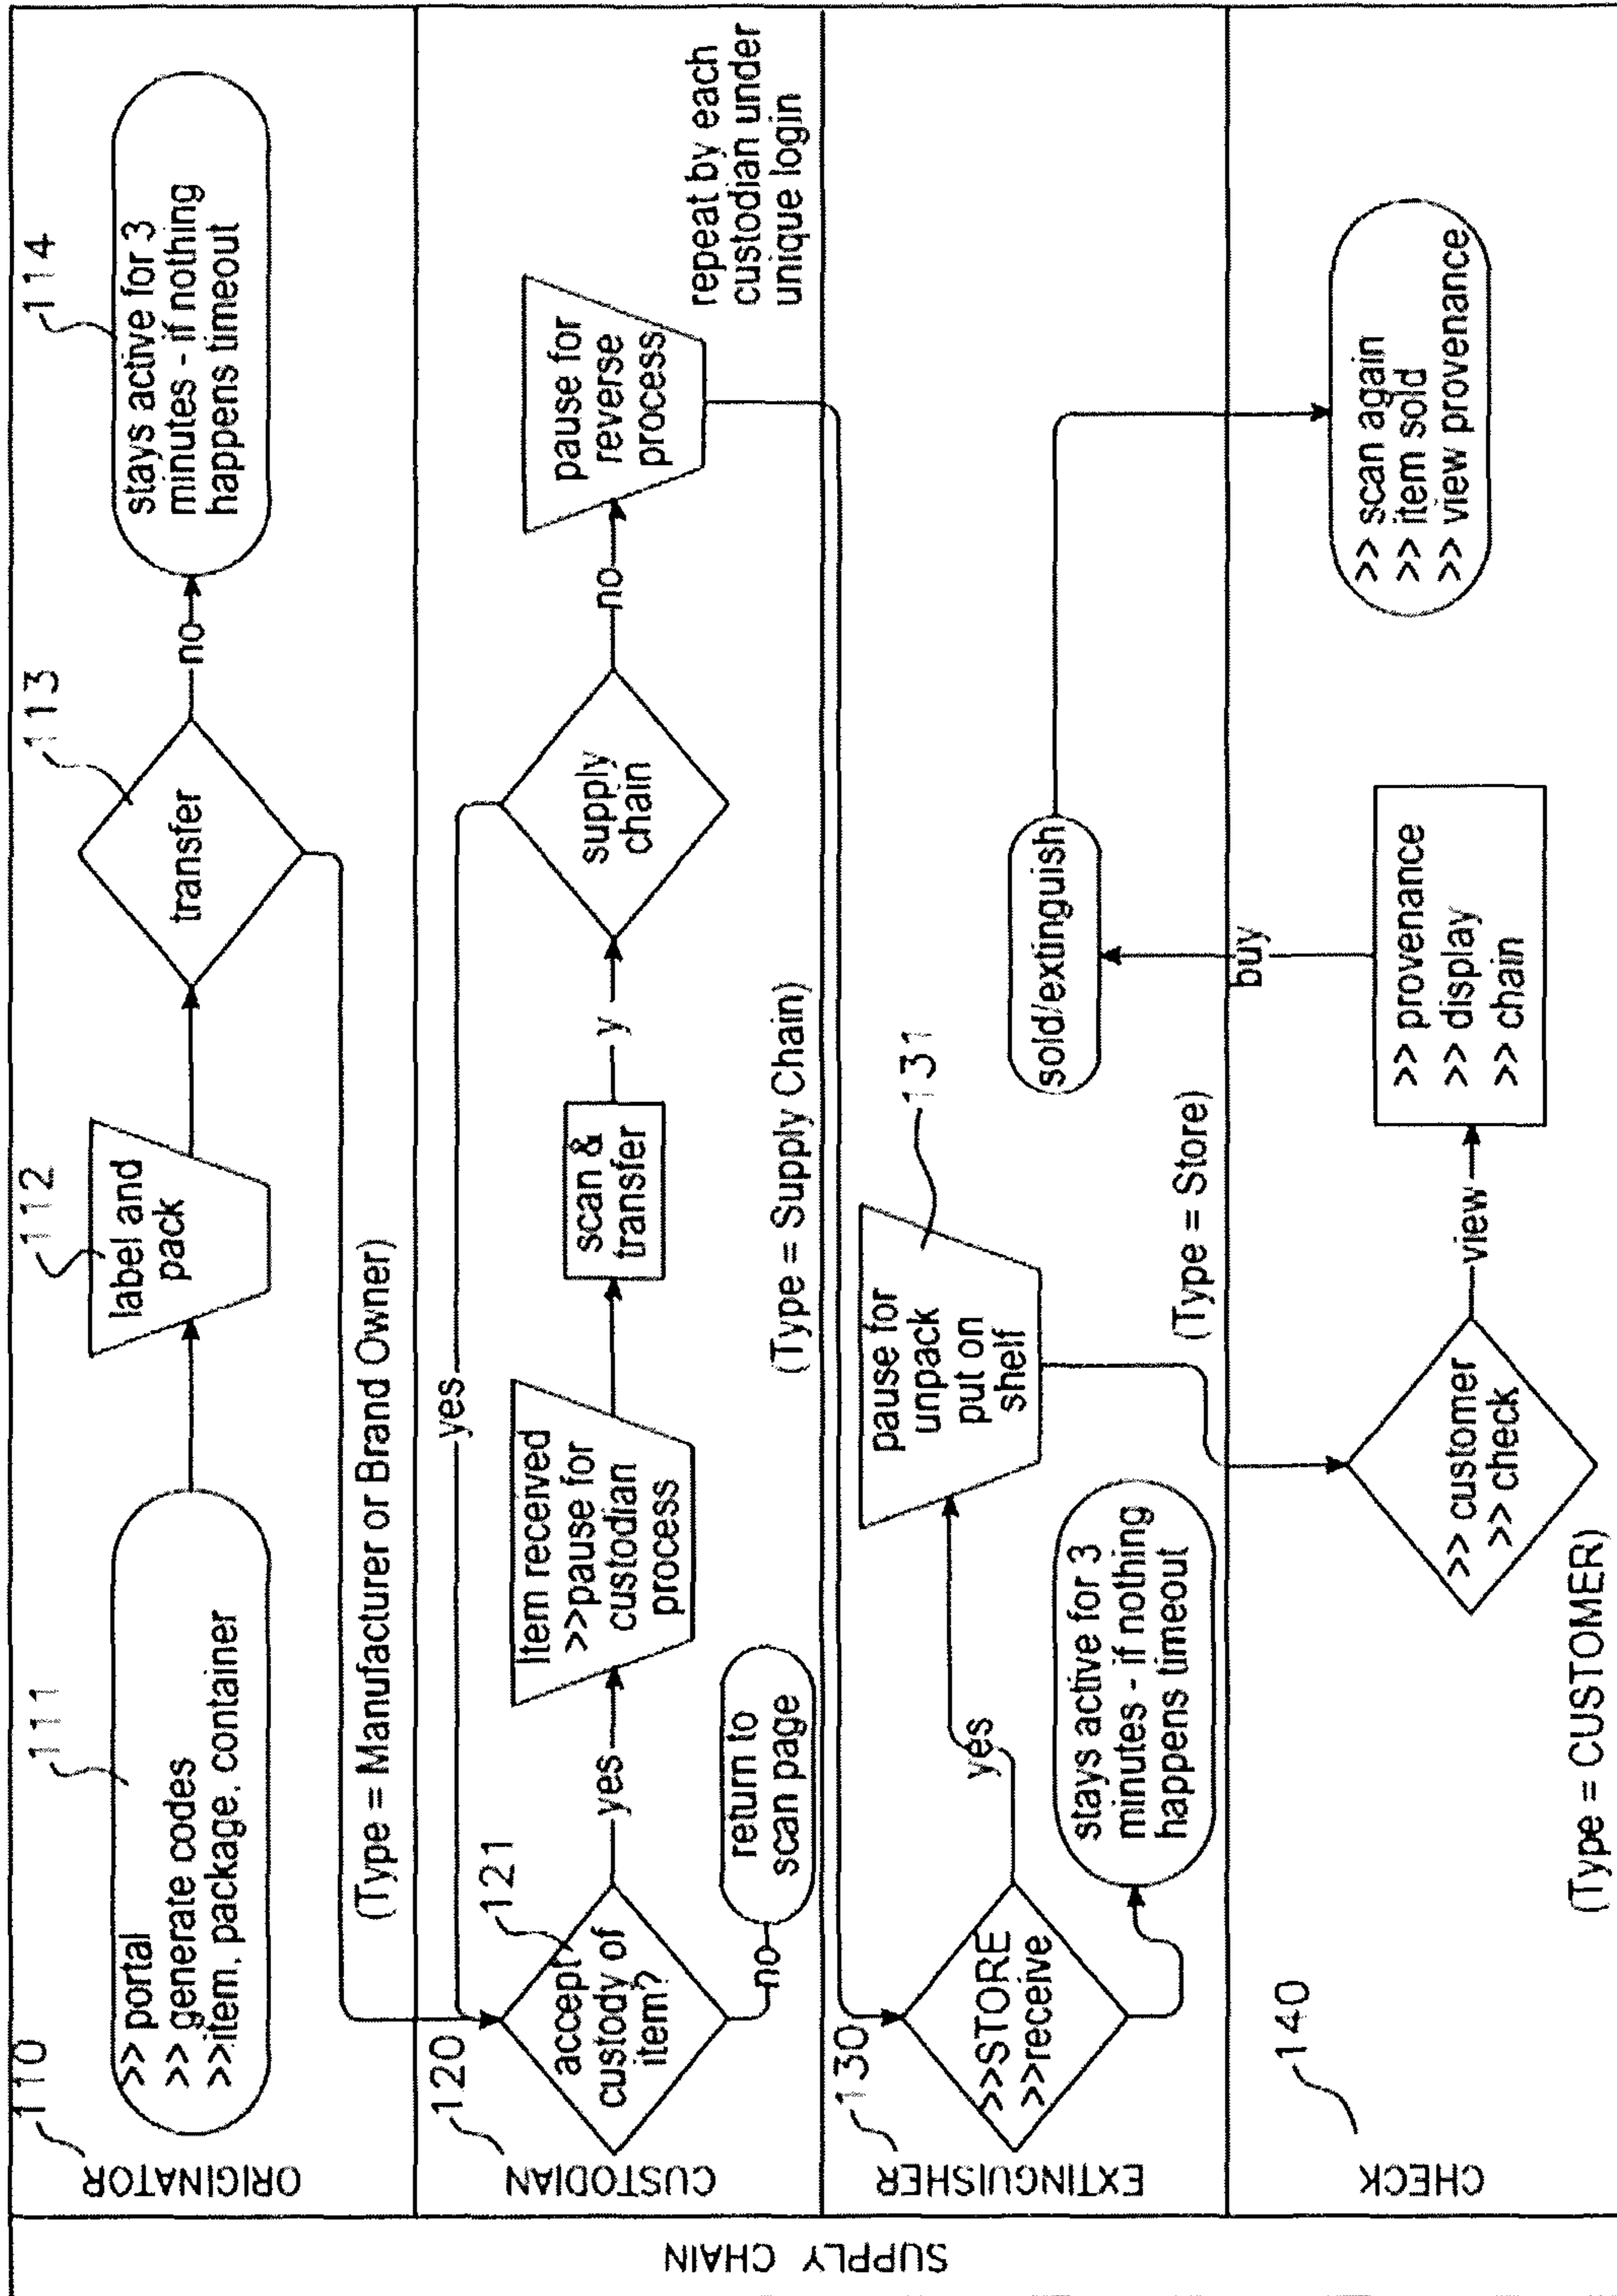 SUPPLY CHAIN
ORIGINATOR
110
>> portal
>> generate codes
>>item, package, container
111
label and
pack
112
transfer
113
no
stays active for 3
minutes - if nothing
happens timeout
114
(Type = Manufacturer or Brand Owner)
CUSTODIAN
120
accept
custody of
item?
121
yes
no
return to
scan page
Item received
>>pause for
custodian
process
scan &
transfer
y
supply
chain
yes
no
pause for
reverse
process
repeat by each
custodian under
unique login
(Type = Supply Chain)
EXTINGUISHER
130
>>STORE
>>receive
yes
stays active for 3
minutes - if nothing
happens timeout
pause for
unpack
put on
shelf
131
sold/extinguish
(Type = Store)
CHECK
140
>> customer
>> check
view
>> provenance
>> display
>> chain
buy
>> scan again
>> item sold
>> view provenance
(Type = CUSTOMER)